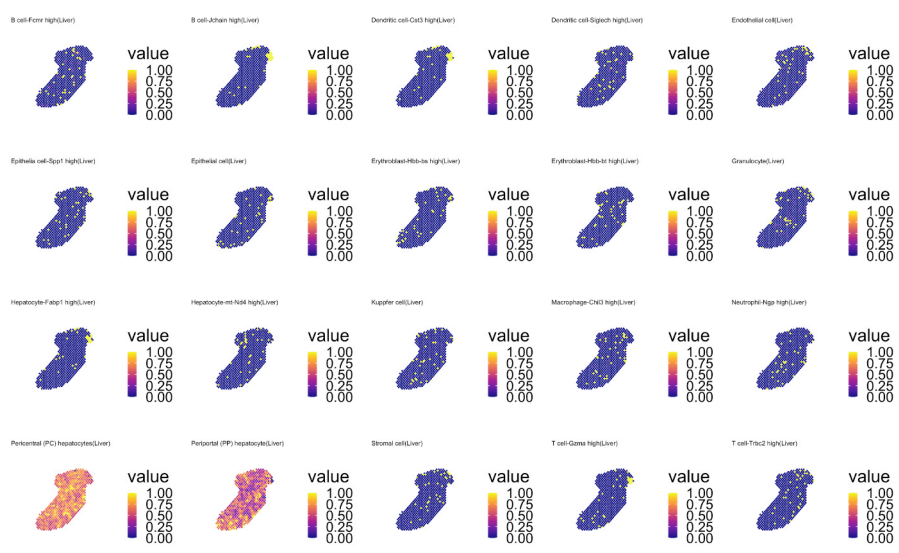 B cell-Fcmr high(Liver)
B cell-Jchain high(Liver)
Dendritic cell-Cst3 high(Liver)
Dendritic cell-Siglech high(Liver)
Endothelial cell(Liver)
value
1.00
0.75
0.50
0.25
0.00
value
1.00
0.75
0.50
0.25
0.00
value
1.00
0.75
0.50
0.25
0.00
value
1.00
0.75
0.50
0.25
0.00
value
1.00
0.75
0.50
0.25
0.00
Epithelia cell-Spp1 high(Liver)
Epithelial cell(Liver)
Erythroblast-Hbb-bs high(Liver)
Erythroblast-Hbb-bt high(Liver)
Granulocyte(Liver)
value
1.00
0.75
0.50
0.25
0.00
value
1.00
0.75
0.50
0.25
0.00
value
1.00
0.75
0.50
0.25
0.00
value
1.00
0.75
0.50
0.25
0.00
value
1.00
0.75
0.50
0.25
0.00
Hepatocyte-Fabp1 high(Liver)
Hepatocyte-mt-Nd4 high(Liver)
Kuppfer cell(Liver)
Macrophage-Chil3 high(Liver)
Neutrophil-Ngp high(Liver)
value
1.00
0.75
0.50
0.25
0.00
value
1.00
0.75
0.50
0.25
0.00
value
1.00
0.75
0.50
0.25
0.00
value
1.00
0.75
0.50
0.25
0.00
value
1.00
0.75
0.50
0.25
0.00
Pericentral (PC) hepatocytes(Liver)
Periportal (PP) hepatocyte(Liver)
Stromal cell(Liver)
T cell-Gzma high(Liver)
T cell-Trbc2 high(Liver)
value
1.00
0.75
0.50
0.25
0.00
value
1.00
0.75
0.50
0.25
0.00
value
1.00
0.75
0.50
0.25
0.00
value
1.00
0.75
0.50
0.25
0.00
value
1.00
0.75
0.50
0.25
0.00